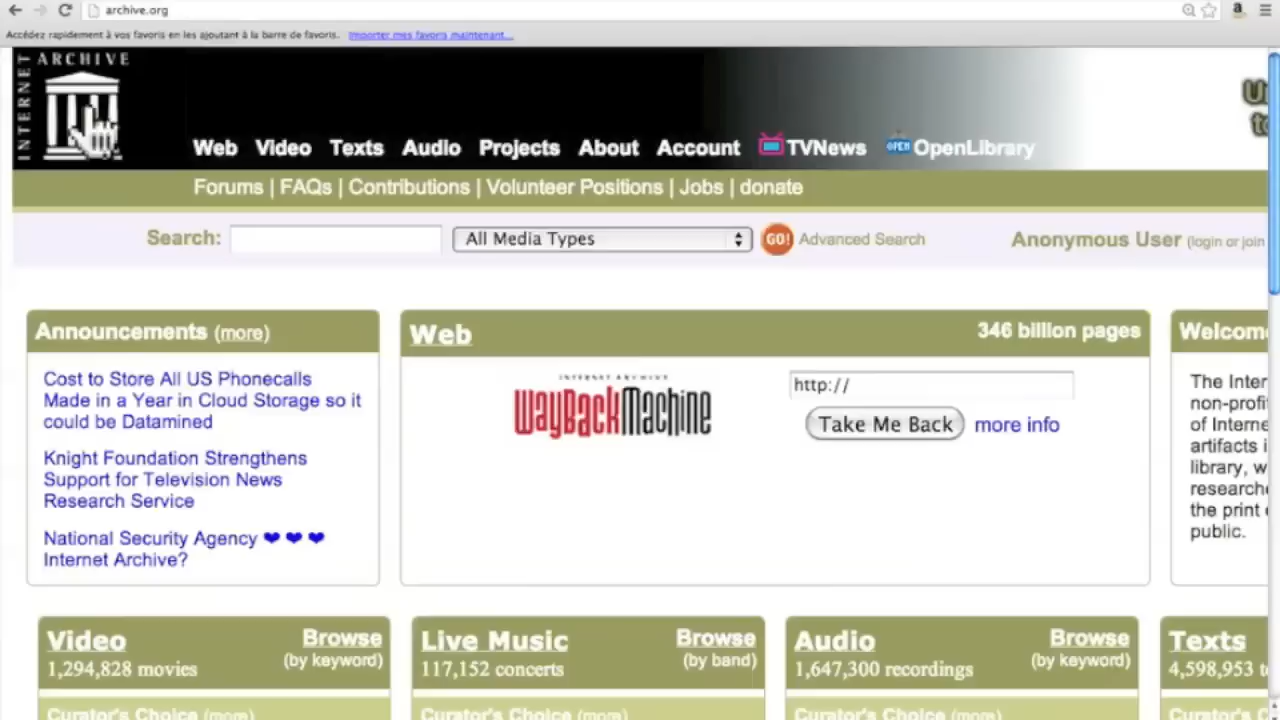 archive.org
Accédez rapidement à vos favoris en les ajoutant à la barre de favoris. Importer mes favoris maintenant...
INTERNET ARCHIVE
Web Video Texts Audio Projects About Account TVNews OPEN OpenLibrary
Forums | FAQs | Contributions | Volunteer Positions | Jobs | donate
Search: All Media Types GO! Advanced Search Anonymous User (login or join
Announcements (more)
Cost to Store All US Phonecalls
Made in a Year in Cloud Storage so it
could be Datamined
Knight Foundation Strengthens
Support for Television News
Research Service
National Security Agency ❤ ❤ ❤
Internet Archive?
Web 346 billion pages
INTERNET ARCHIVE
WayBackMachine
http://
Take Me Back more info
Welcom
The Inter
non-profi
of Interne
artifacts i
library, w
research
the print
public.
Video Browse
1,294,828 movies (by keyword)
Curator's Choice (more)
Live Music Browse
117,152 concerts (by band)
Curator's Choice (more)
Audio Browse
1,647,300 recordings (by keyword)
Curator's Choice (more)
Texts
4,598,953 t
Curator's C